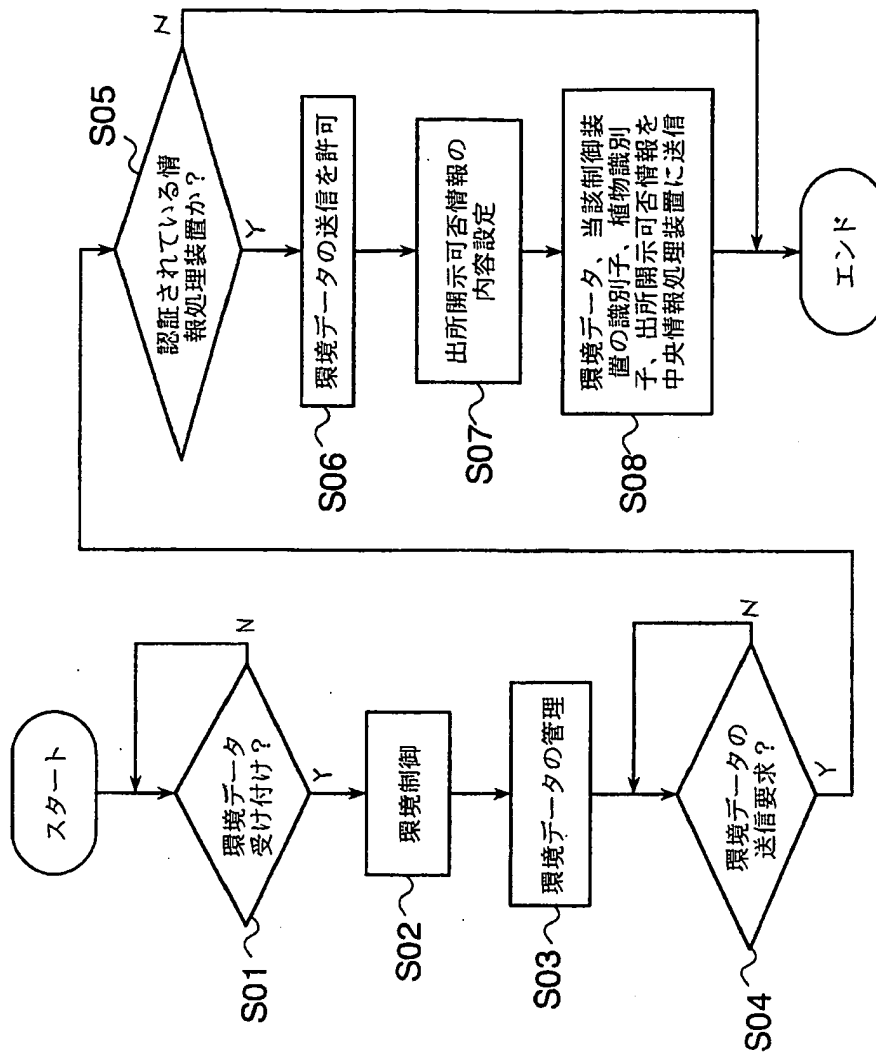 スタート
環境データ
受け付け？
N
Y
S01
環境制御
S02
環境データの管理
S03
環境データの
送信要求？
N
Y
S04
認証されている情
報処理装置か？
N
Y
S05
環境データの送信を許可
S06
出所開示可否情報の
内容設定
S07
環境データ、当該制御装
置の識別子、植物識別
子、出所開示可否情報を
中央情報処理装置に送信
S08
エンド